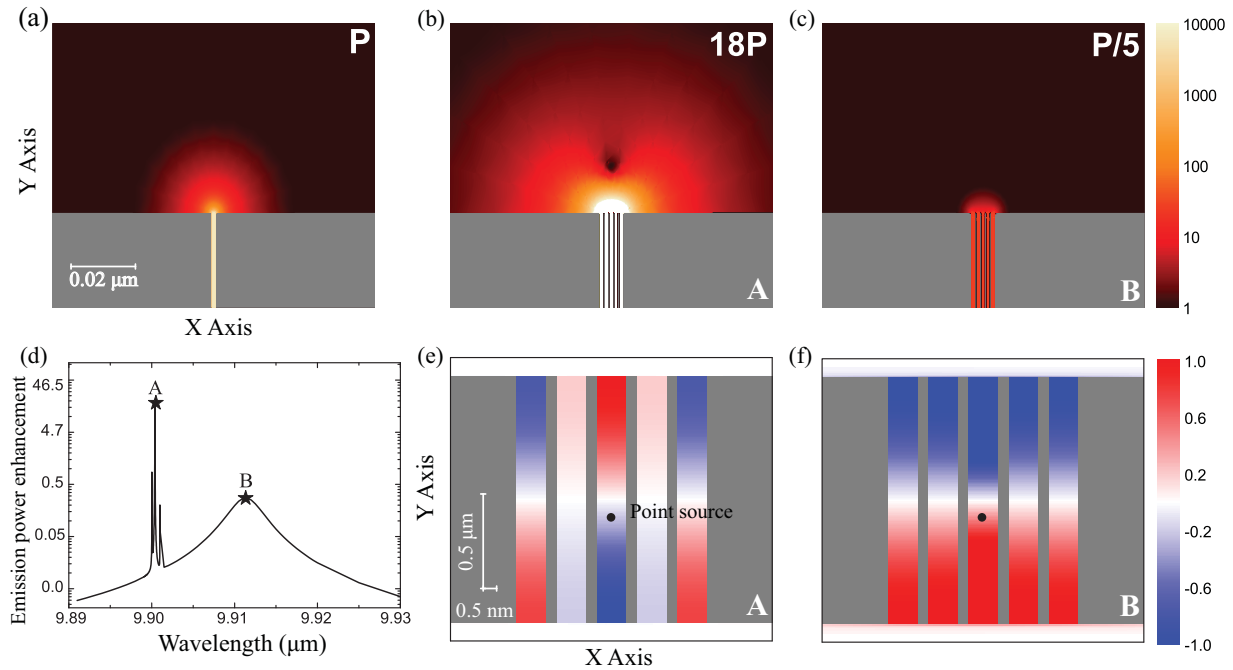 (a)
P
(b)
18P
(c)
P/5
10000
1000
100
10
1
Y Axis
0.02 μm
A
B
X Axis
(d)
46.5
4.7
0.5
0.05
0.0
A
B
Emission power enhancement
9.89
9.90
9.91
9.92
9.93
Wavelength (μm)
(e)
Y Axis
Point source
0.5 μm
0.5 nm
A
X Axis
(f)
B
1.0
0.6
0.2
-0.2
-0.6
-1.0